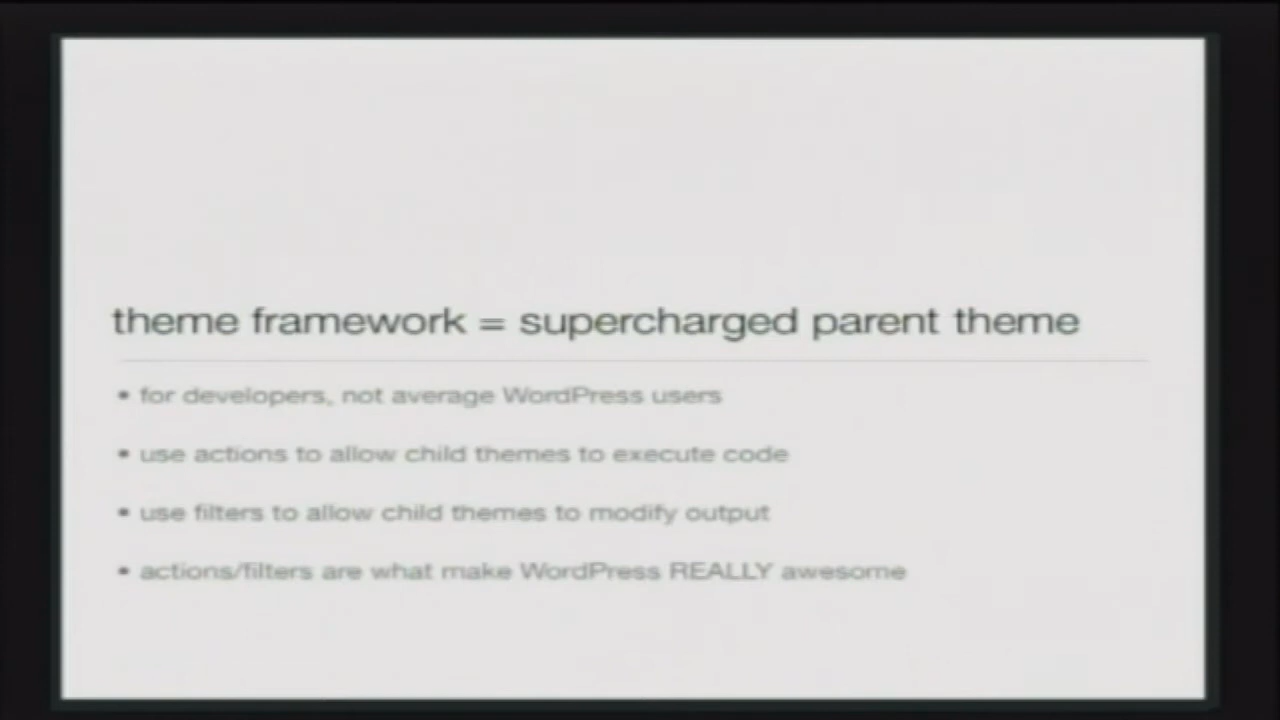 theme framework = supercharged parent theme
• for developers, not average WordPress users
• use actions to allow child themes to execute code
• use filters to allow child themes to modify output
• actions/filters are what make WordPress REALLY awesome